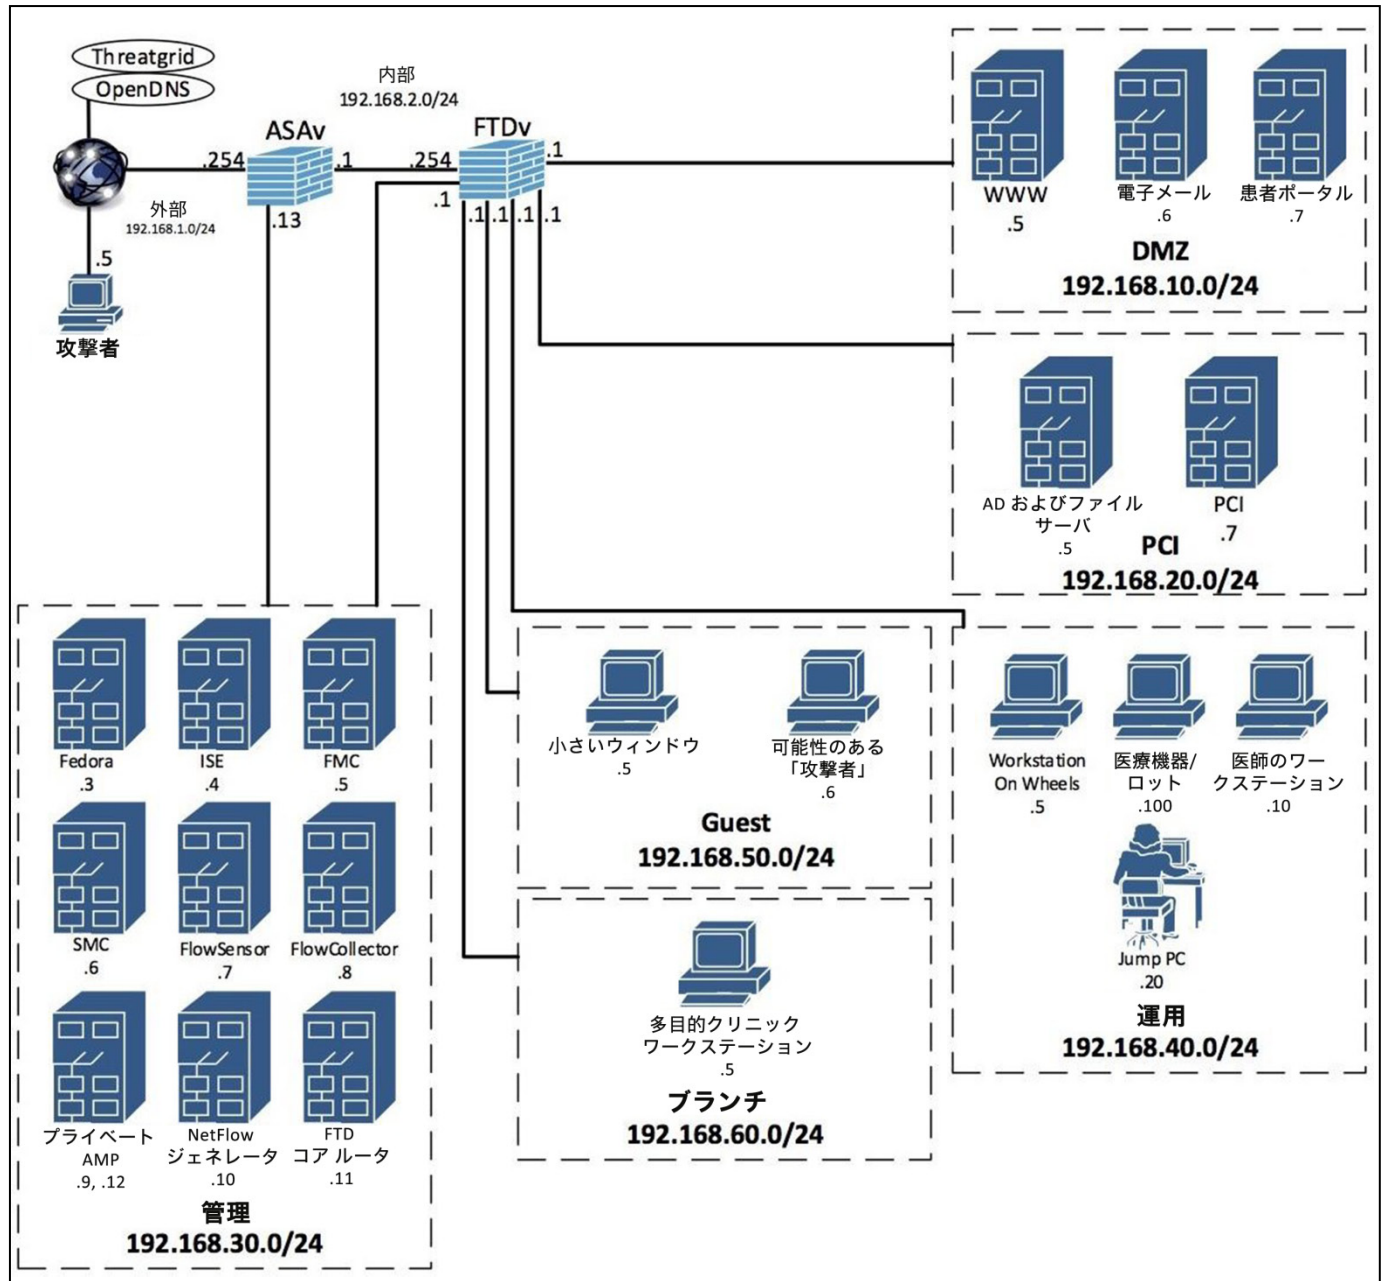 Threatgrid
OpenDNS
内部
192.168.2.0/24
ASAv
FTDv
.254
.1
.254
.1
.1
.1
.1
.1
.1
.13
外部
192.168.1.0/24
.5
攻撃者
WWW
.5
電子メール
.6
患者ポータル
.7
DMZ
192.168.10.0/24
AD およびファイル
サーバ
.5
PCI
.7
PCI
192.168.20.0/24
Fedora
.3
ISE
.4
FMC
.5
SMC
.6
FlowSensor
.7
FlowCollector
.8
プライベート
AMP
.9, .12
NetFlow
ジェネレータ
.10
FTD
コア ルータ
.11
管理
192.168.30.0/24
小さいウィンドウ
.5
可能性のある
「攻撃者」
.6
Guest
192.168.50.0/24
多目的クリニック
ワークステーション
.5
ブランチ
192.168.60.0/24
Workstation
On Wheels
.5
医療機器/
ロット
.100
医師のワー
クステーション
.10
Jump PC
.20
運用
192.168.40.0/24